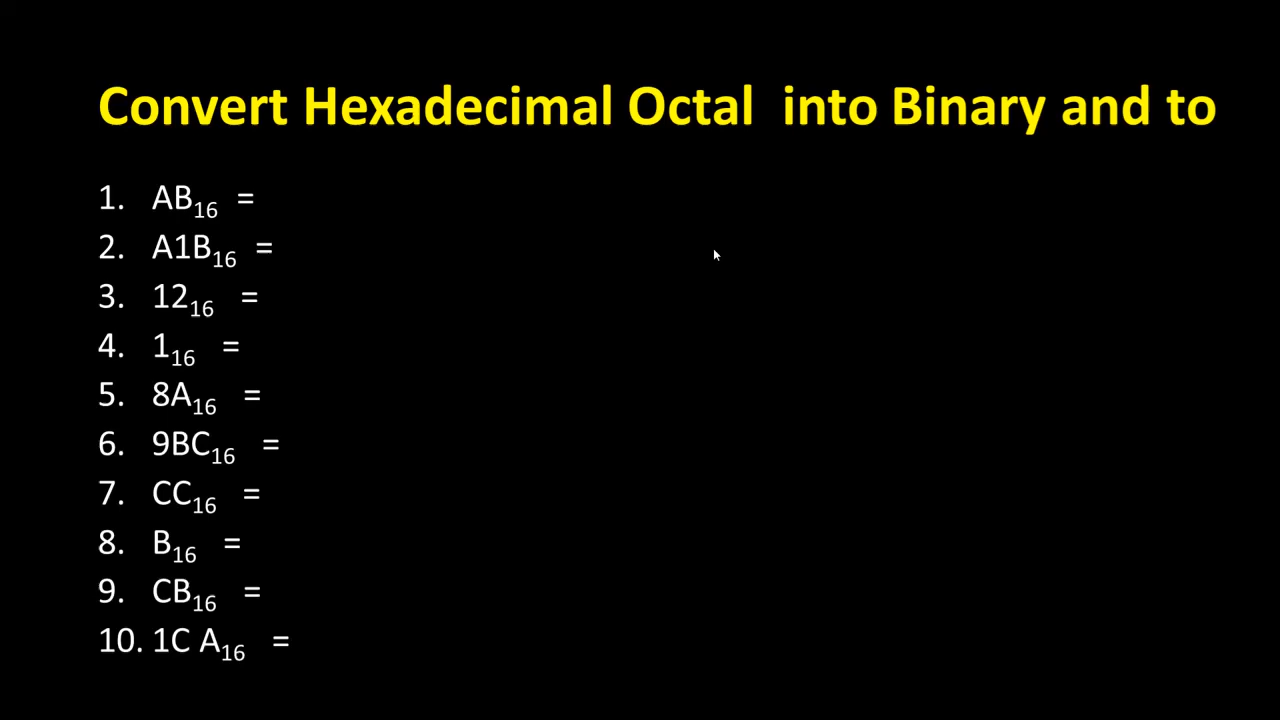 Convert Hexadecimal Octal  into Binary and to
1. AB₁₆ =
2. A1B₁₆ =
3. 12₁₆ =
4. 1₁₆ =
5. 8A₁₆ =
6. 9BC₁₆ =
7. CC₁₆ =
8. B₁₆ =
9. CB₁₆ =
10. 1C A₁₆ =